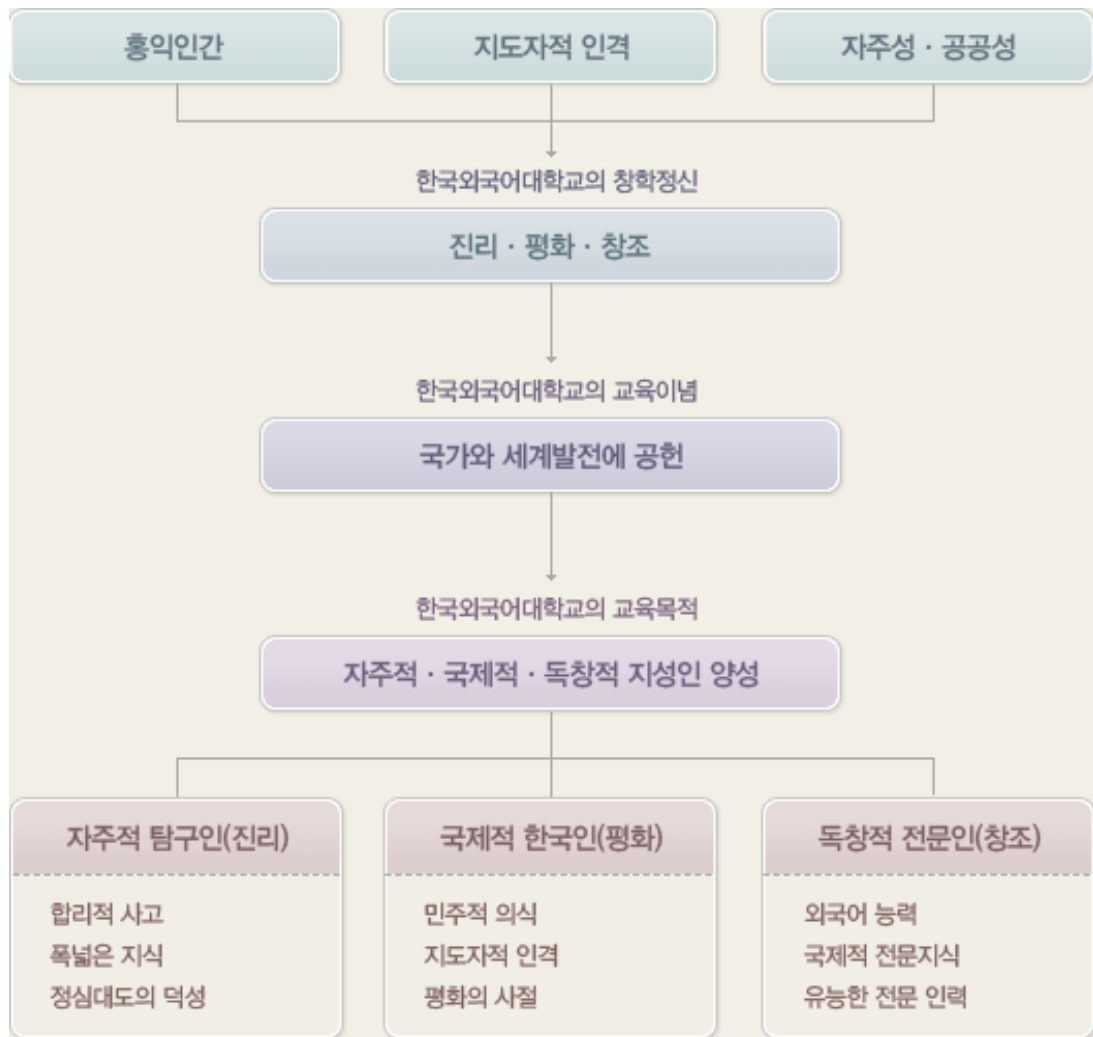 홍익인간
지도자적 인격
자주성 · 공공성
한국외국어대학교의 창학정신
진리 · 평화 · 창조
한국외국어대학교의 교육이념
국가와 세계발전에 공헌
한국외국어대학교의 교육목적
자주적 · 국제적 · 독창적 지성인 양성
자주적 탐구인(진리)
합리적 사고
폭넓은 지식
정심대도의 덕성
국제적 한국인(평화)
민주적 의식
지도자적 인격
평화의 사절
독창적 전문인(창조)
외국어 능력
국제적 전문지식
유능한 전문 인력